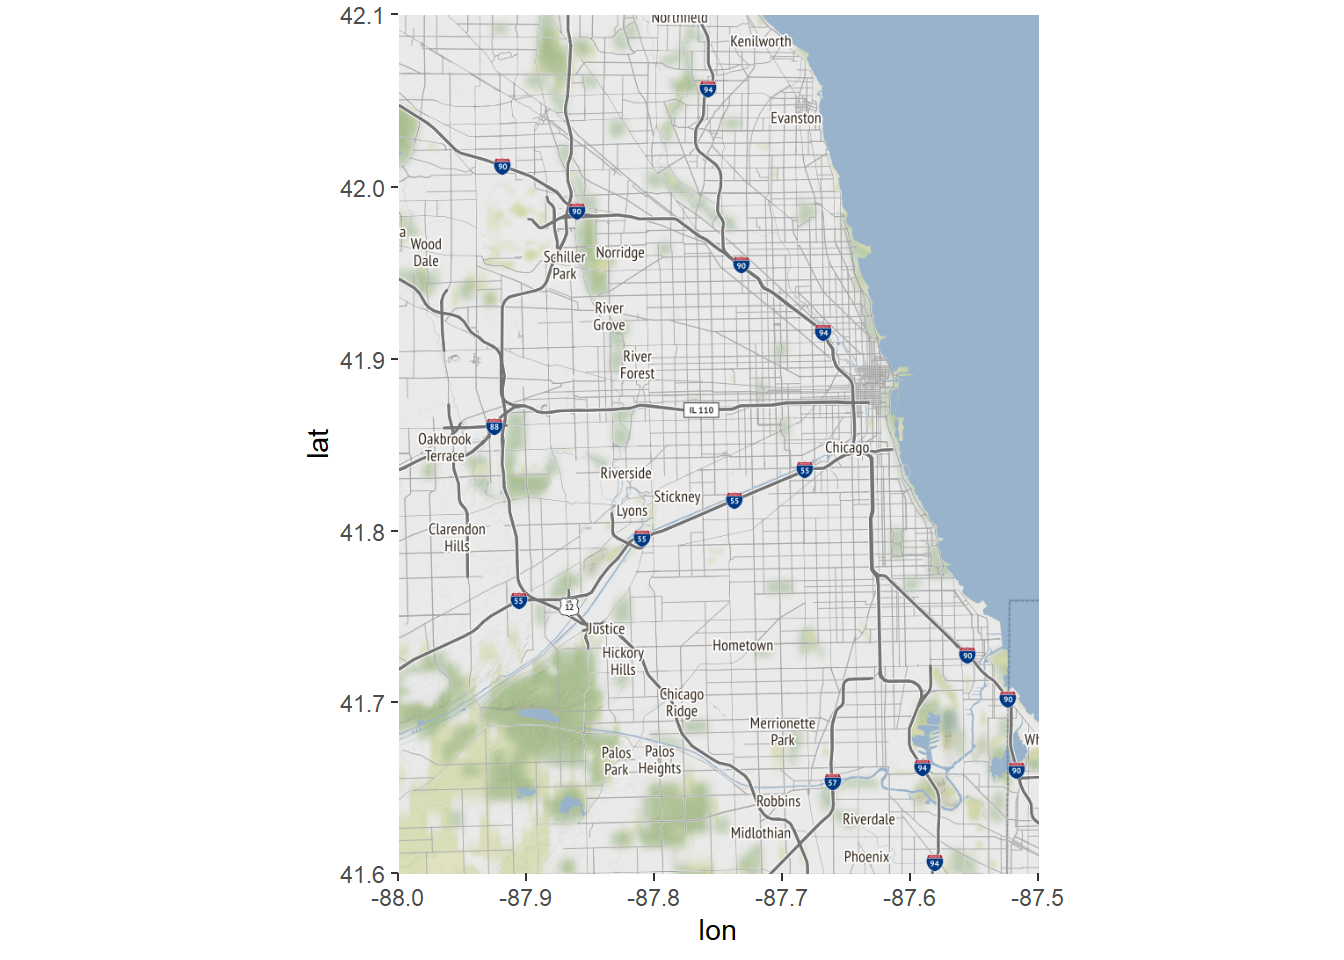 42.1
Northfield
Kenilworth
94
Evanston
90
42.0
90
a
Wood
Dale
Schiller
Park
Norridge
90
River
Grove
94
41.9
River
Forest
IL 110
88
Oakbrook
Terrace
Chicago
55
Riverside
Stickney
55
Lyons
41.8
Clarendon
Hills
55
55
12
Justice
Hometown
Hickory
Hills
90
Chicago
Ridge
90
41.7
Merrionette
Park
Wh
Palos
Park
Palos
Heights
94
90
57
Robbins
Riverdale
Midlothian
Phoenix
94
41.6
-88.0
-87.9
-87.8
-87.7
-87.6
-87.5
lat
lon